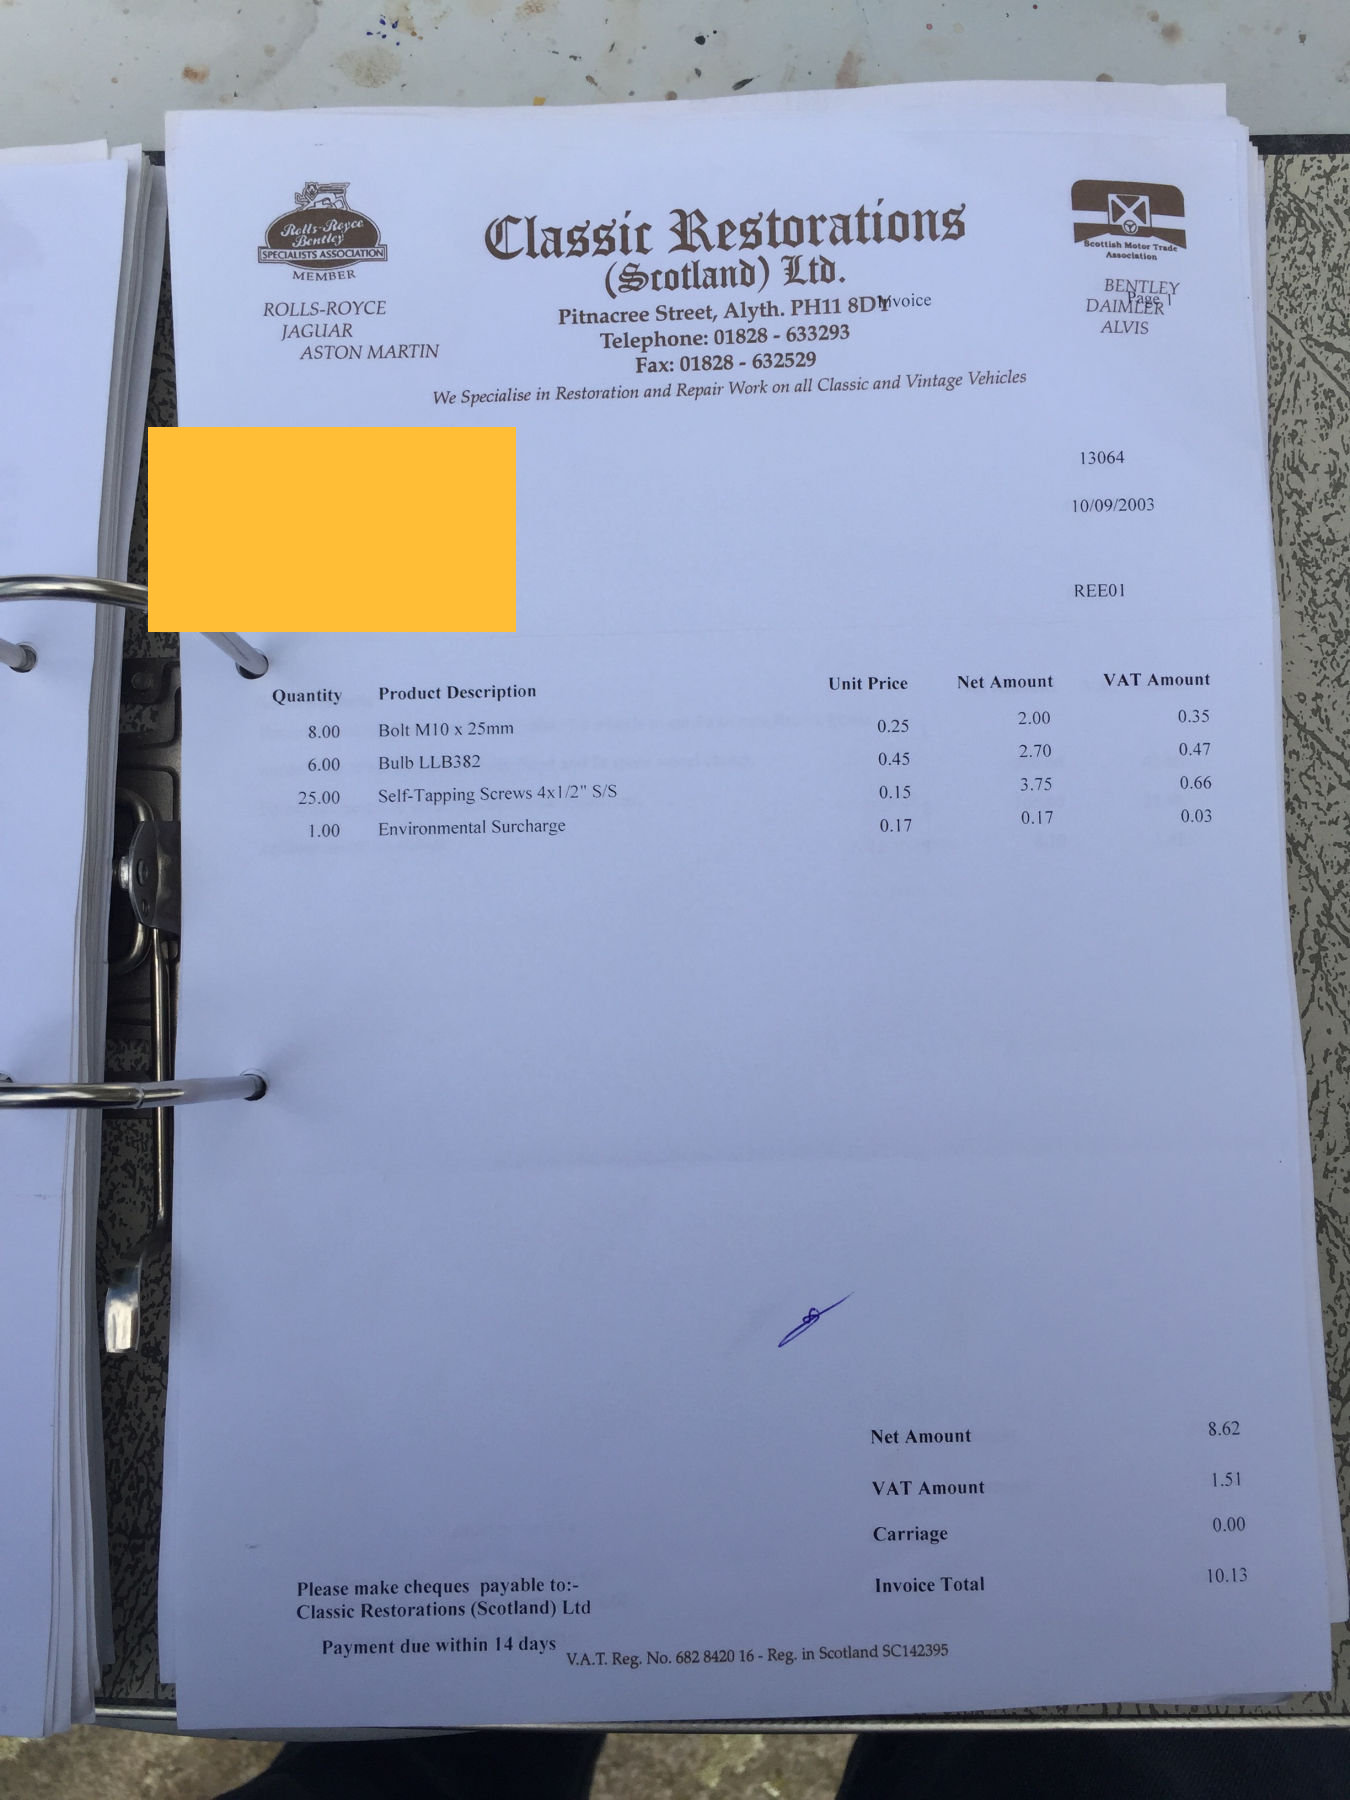 Rolls-Royce
Bentley
SPECIALISTS ASSOCIATION
MEMBER
ROLLS-ROYCE
JAGUAR
ASTON MARTIN
Classic Restorations
(Scotland) Ltd.
Pitnacree Street, Alyth. PH11 8DY
Invoice
Telephone: 01828 - 633293
Fax: 01828 - 632529
We Specialise in Restoration and Repair Work on all Classic and Vintage Vehicles
Scottish Motor Trade
Association
BENTLEY
Page 1
DAIMLER
ALVIS
13064
10/09/2003
REE01
Quantity Product Description Unit Price Net Amount VAT Amount
8.00 Bolt M10 x 25mm 0.25 2.00 0.35
6.00 Bulb LLB382 0.45 2.70 0.47
25.00 Self-Tapping Screws 4x1/2" S/S 0.15 3.75 0.66
1.00 Environmental Surcharge 0.17 0.17 0.03
Net Amount 8.62
VAT Amount 1.51
Carriage 0.00
Invoice Total 10.13
Please make cheques payable to:-
Classic Restorations (Scotland) Ltd
Payment due within 14 days
V.A.T. Reg. No. 682 8420 16 - Reg. in Scotland SC142395